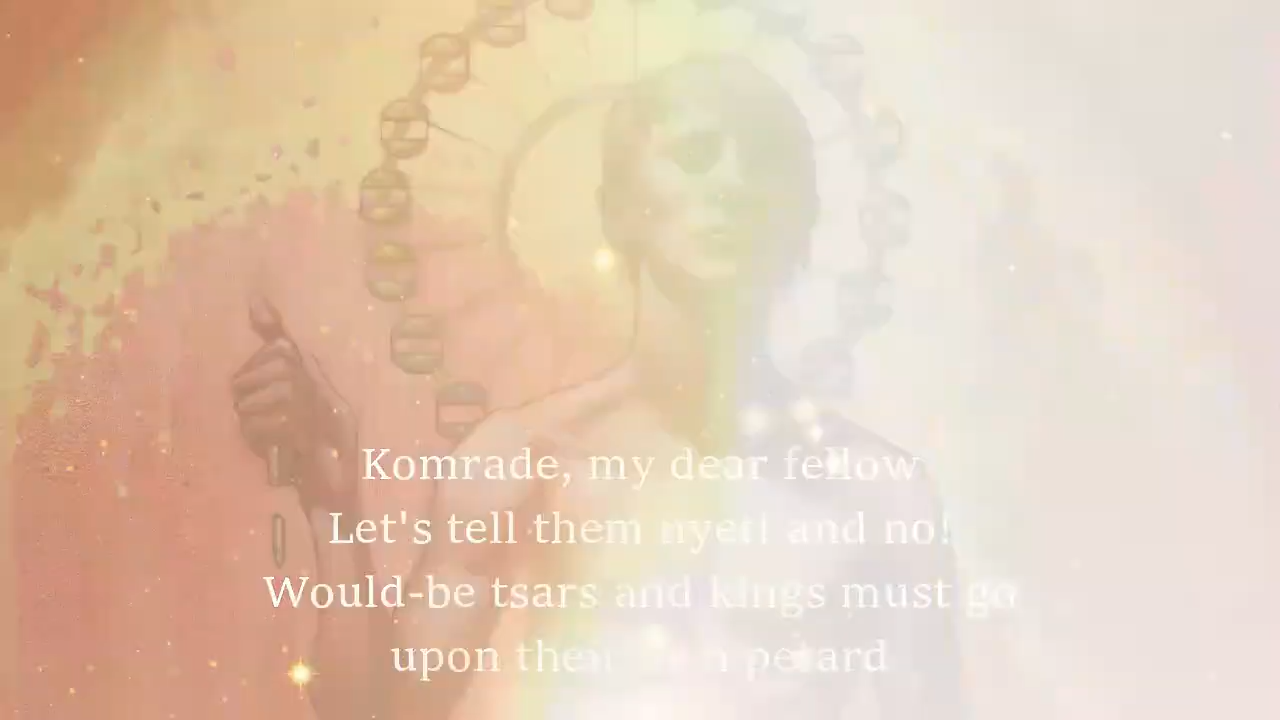 Komrade, my dear fellow
Let's tell them nyet! and no!
Would-be tsars and kings must go
upon their own petard